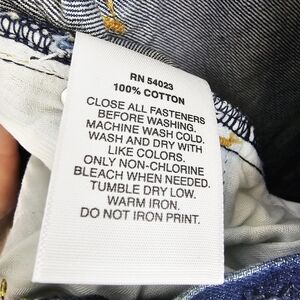 RN 54023
100% COTTON
CLOSE ALL FASTENERS
BEFORE WASHING.
MACHINE WASH COLD.
WASH AND DRY WITH
LIKE COLORS.
ONLY NON-CHLORINE
BLEACH WHEN NEEDED.
TUMBLE DRY LOW.
WARM IRON.
DO NOT IRON PRINT.